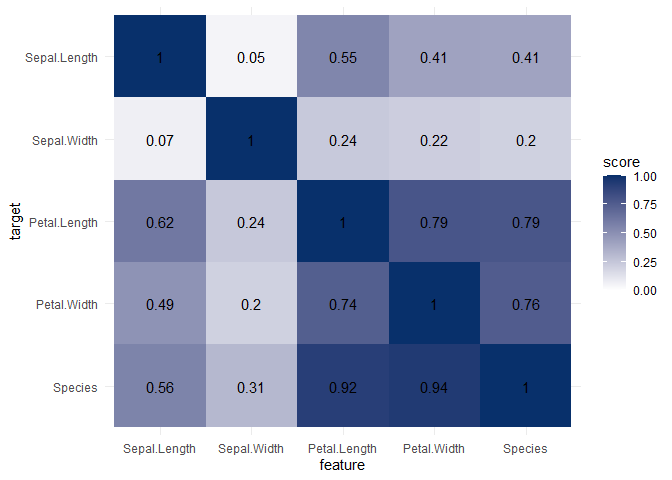 Sepal.Length 1 0.05 0.55 0.41 0.41
Sepal.Width 0.07 1 0.24 0.22 0.2
Petal.Length 0.62 0.24 1 0.79 0.79
Petal.Width 0.49 0.2 0.74 1 0.76
Species 0.56 0.31 0.92 0.94 1
Sepal.Length Sepal.Width Petal.Length Petal.Width Species
feature
target
score
1.00
0.75
0.50
0.25
0.00